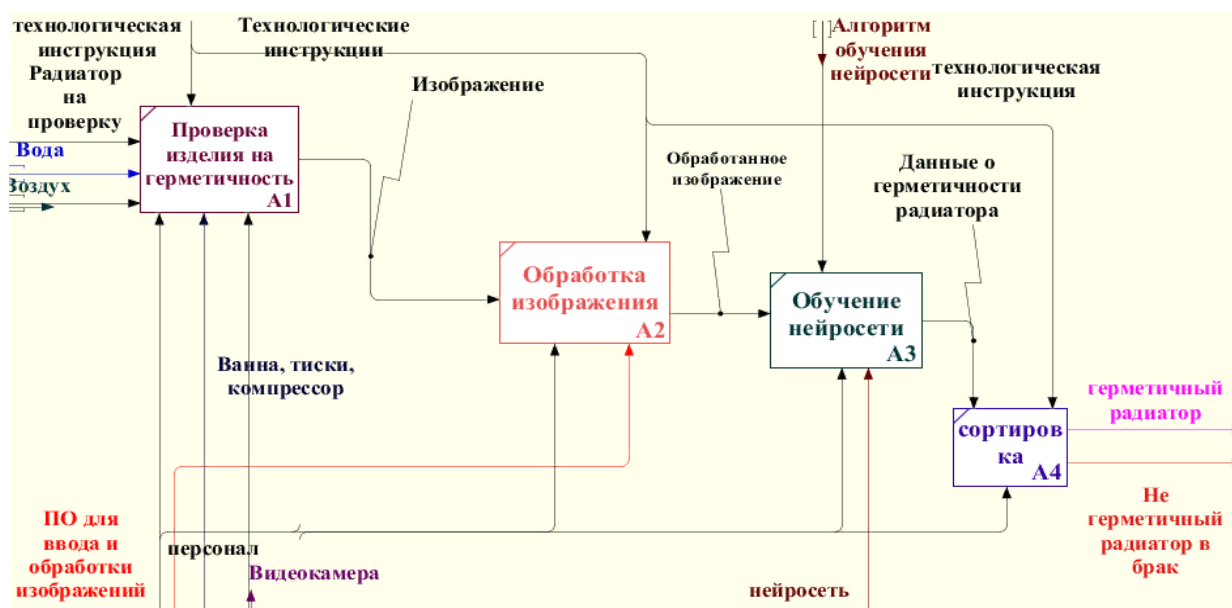 технологическая
инструкция
Технологические
инструкции
[ ]Алгоритм
обучения
нейросети
технологическая
инструкция
Радиатор
на
проверку
Изображение
Вода
Воздух
Проверка
изделия на
герметичность
A1
Обработанное
изображение
Данные о
герметичности
радиатора
Обработка
изображения
A2
Обучение
нейросети
A3
Ванна, тиски,
компрессор
сортиров
ка
A4
герметичный
радиатор
Не
герметичный
радиатор в
брак
ПО для
ввода и
обработки
изображений
персонал
Видеокамера
нейросеть